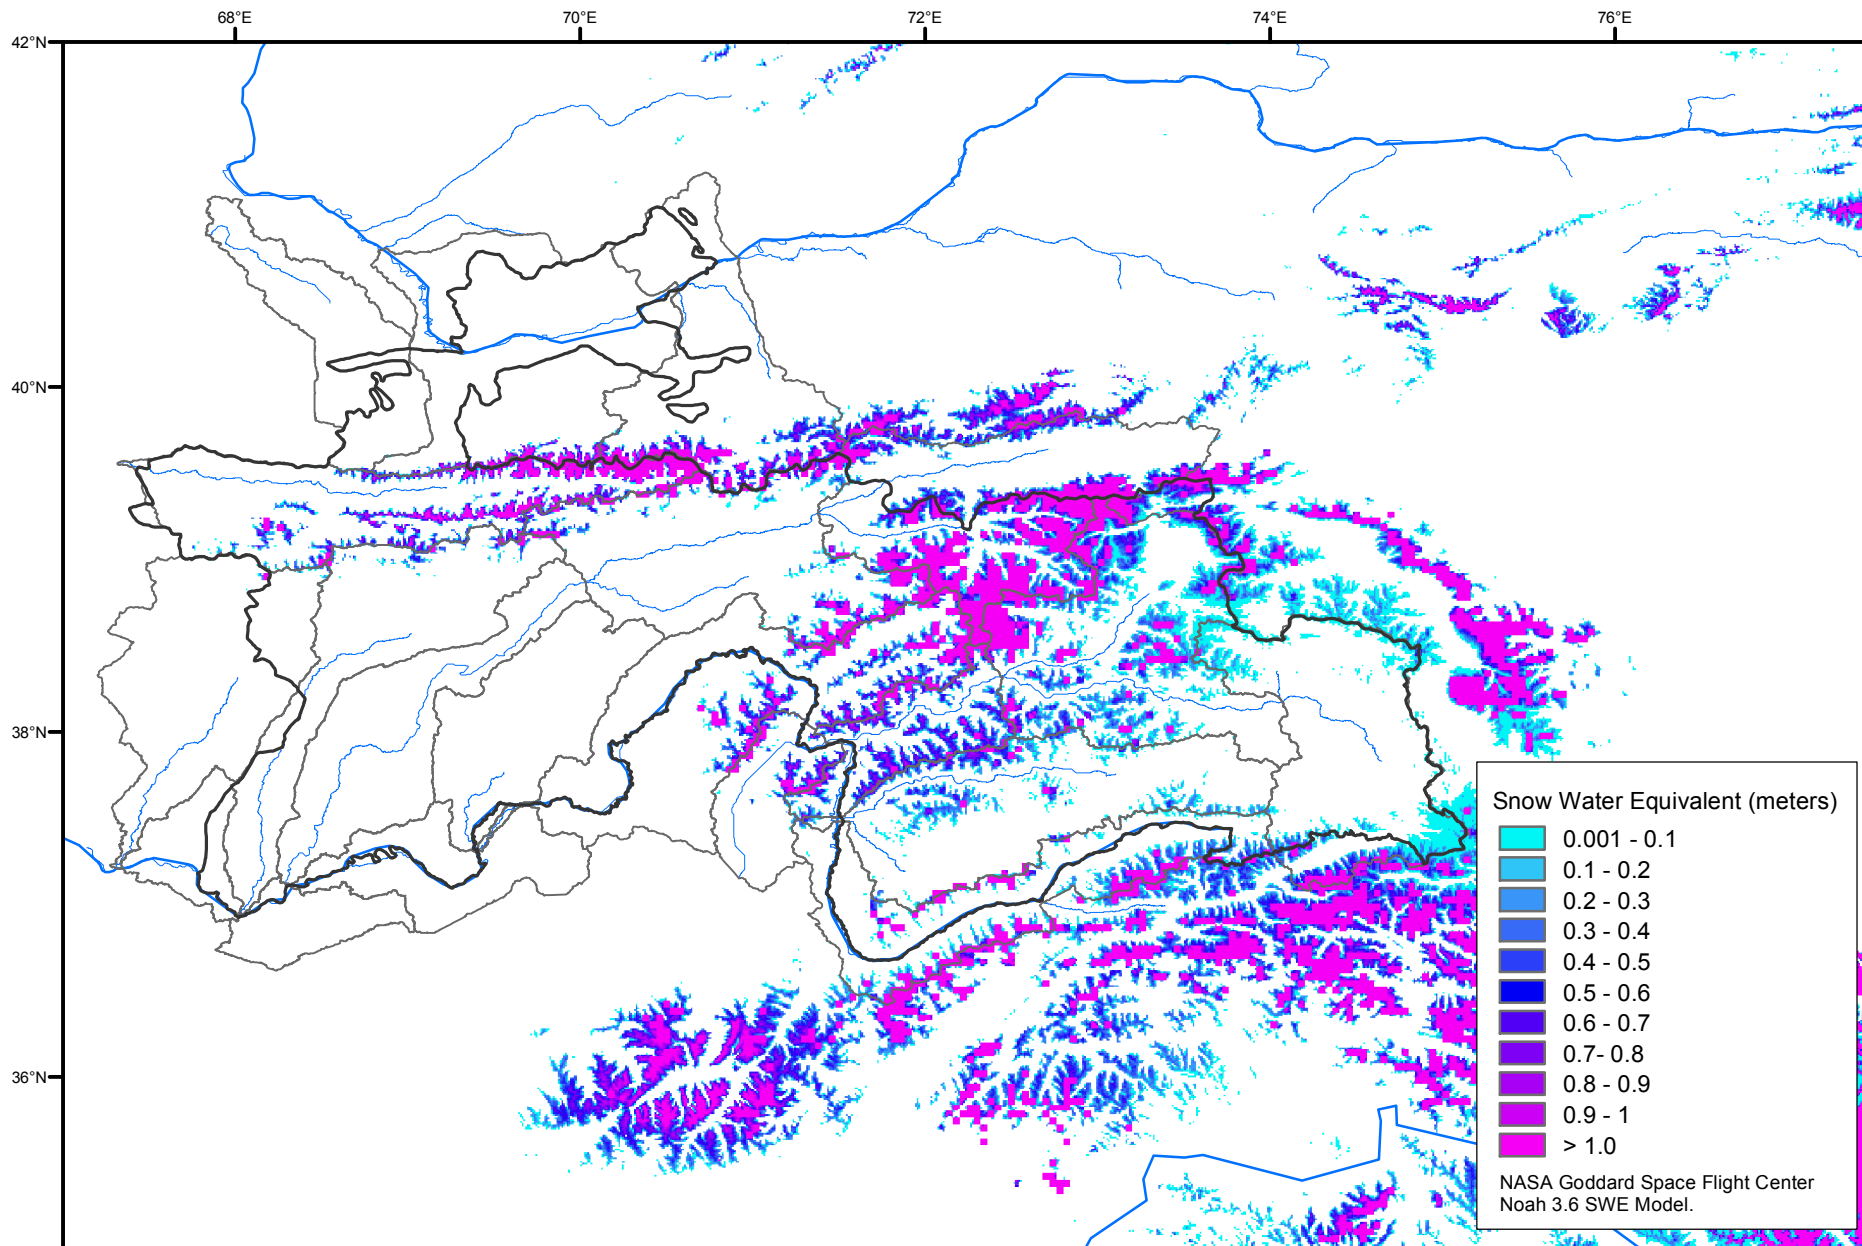 68°E
70°E
72°E
74°E
76°E
42°N
40°N
38°N
36°N
Snow Water Equivalent (meters)
0.001 - 0.1
0.1 - 0.2
0.2 - 0.3
0.3 - 0.4
0.4 - 0.5
0.5 - 0.6
0.6 - 0.7
0.7- 0.8
0.8 - 0.9
0.9 - 1
> 1.0
NASA Goddard Space Flight Center
Noah 3.6 SWE Model.